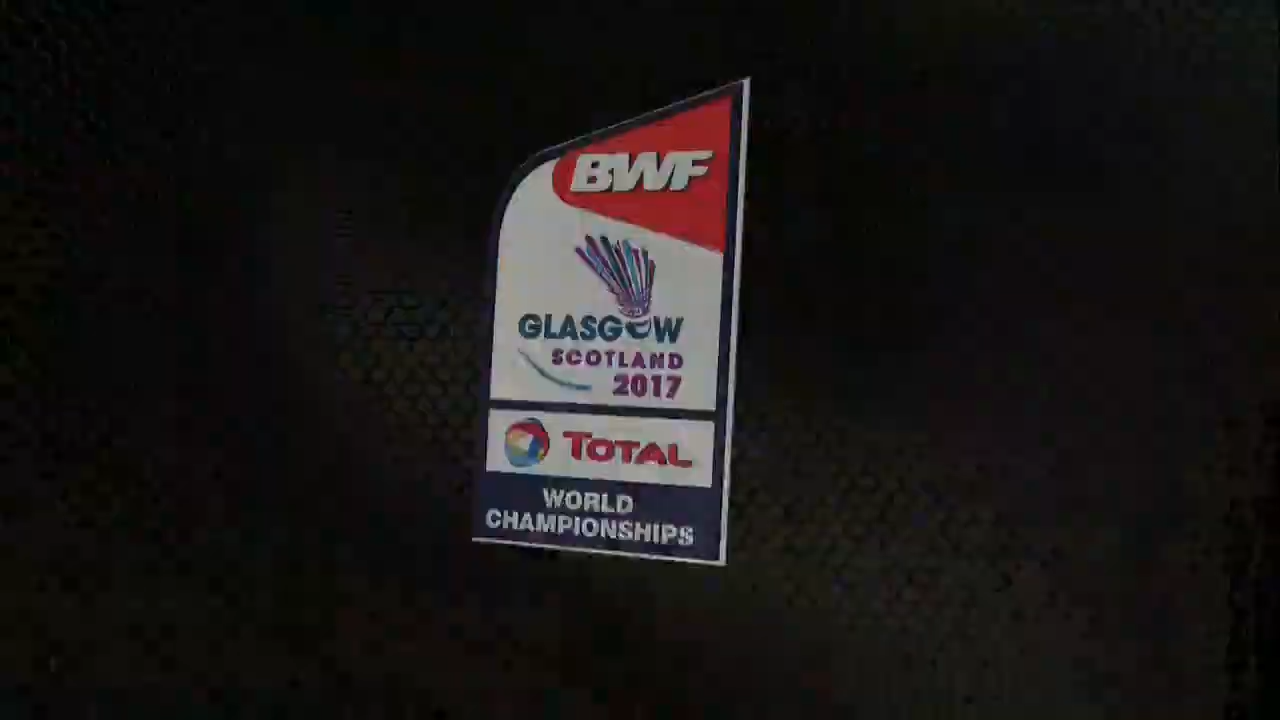 BWF
GLASGOW
SCOTLAND
2017
TOTAL
WORLD
CHAMPIONSHIPS